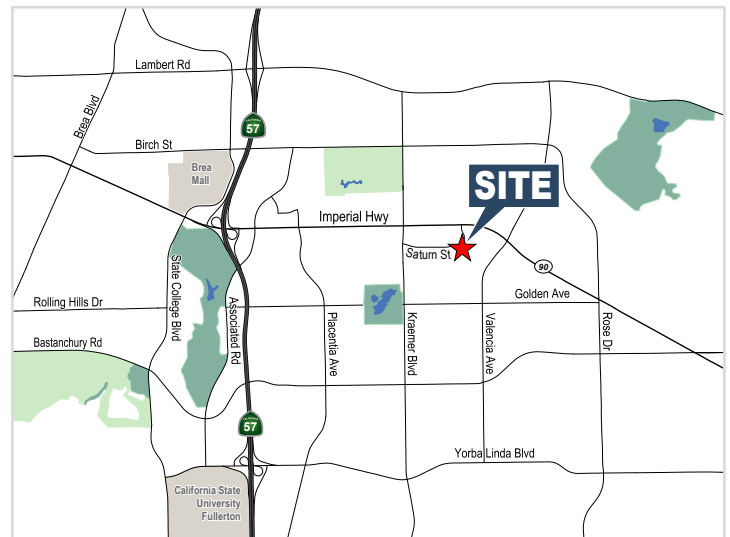 Lambert Rd
Brea Blvd
CALIFORNIA
57
Birch St
Brea
Mall
SITE
Imperial Hwy
Saturn St
90
State College Blvd
Associated Rd
Golden Ave
Rolling Hills Dr
Placentia Ave
Kraemer Blvd
Valencia Ave
Rose Dr
Bastanchury Rd
CALIFORNIA
57
Yorba Linda Blvd
California State
University
Fullerton